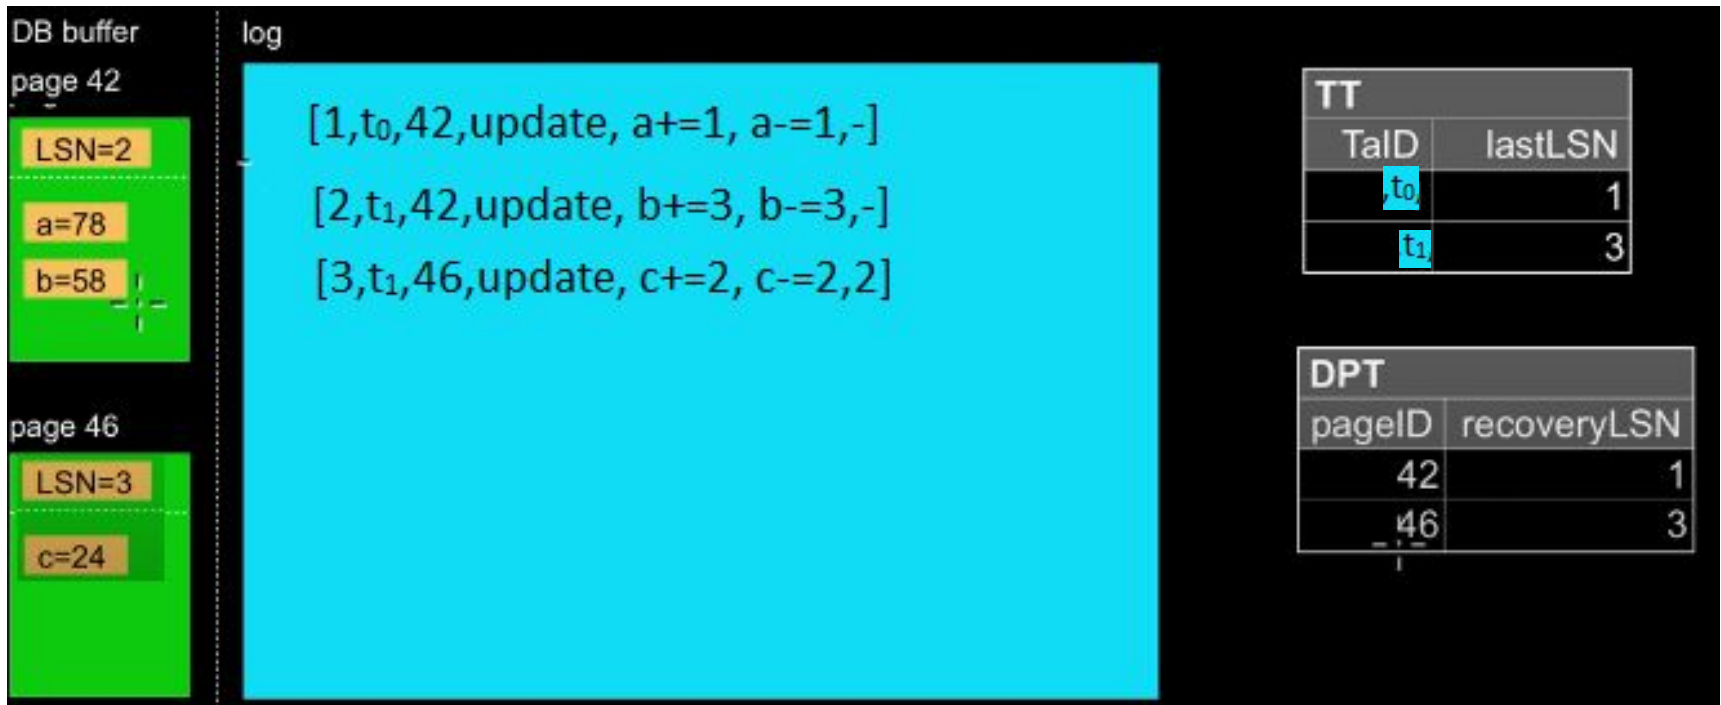 DB buffer
page 42
LSN=2
a=78
b=58
page 46
LSN=3
c=24
log
[1,t₀,42,update, a+=1, a-=1,-]
[2,t₁,42,update, b+=3, b-=3,-]
[3,t₁,46,update, c+=2, c-=2,2]
TT
TaID lastLSN
,t₀, 1
t₁, 3
DPT
pageID recoveryLSN
42 1
46 3